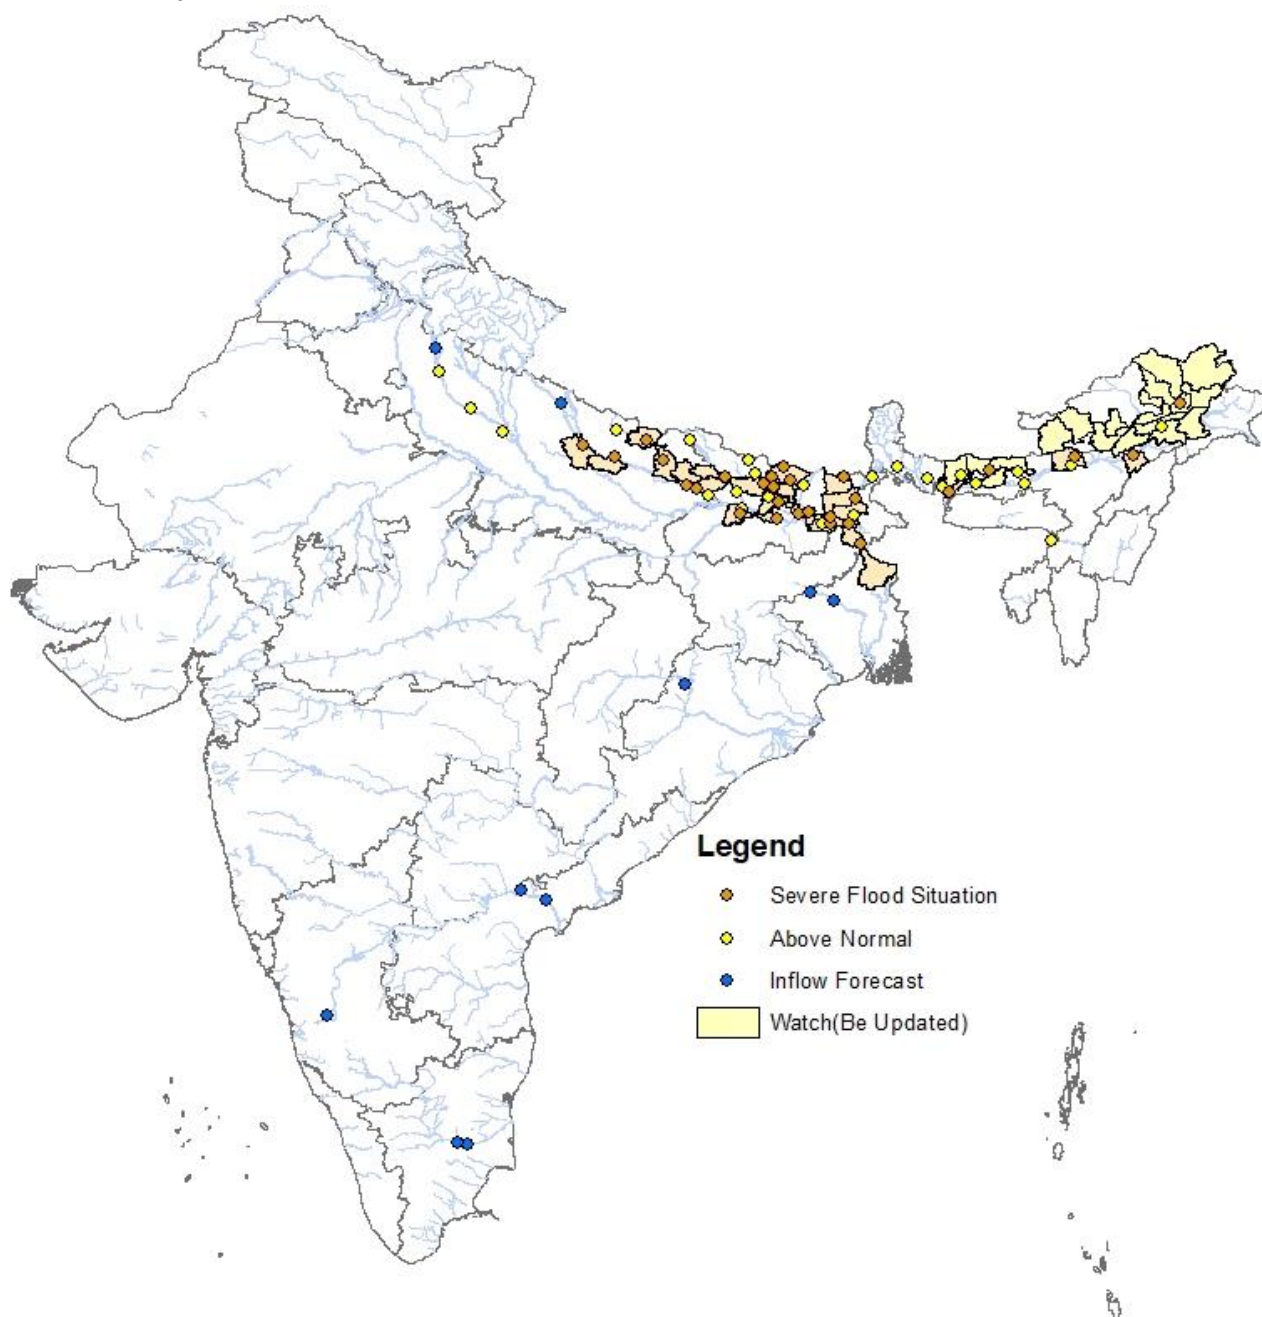 Legend
Severe Flood Situation
Above Normal
Inflow Forecast
Watch(Be Updated)